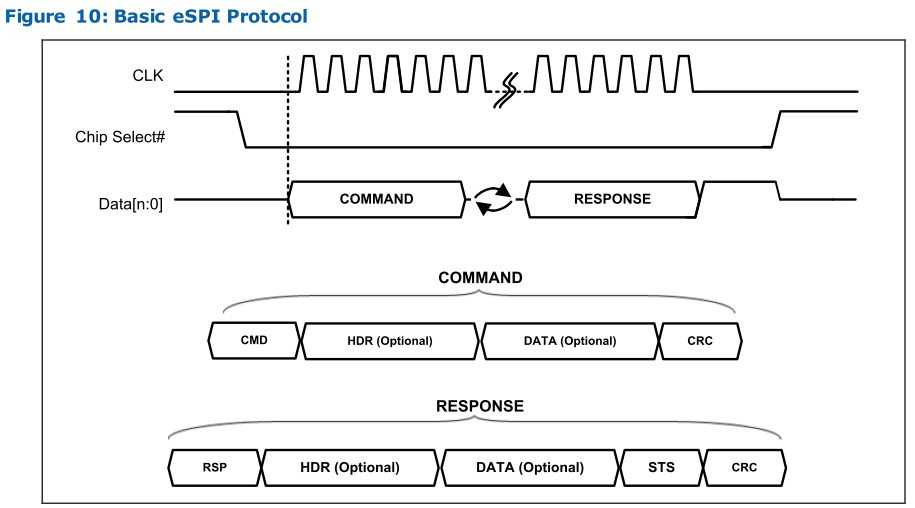 Figure 10: Basic eSPI Protocol
CLK
Chip Select#
Data[n:0]
COMMAND
RESPONSE
COMMAND
CMD
HDR (Optional)
DATA (Optional)
CRC
RESPONSE
RSP
HDR (Optional)
DATA (Optional)
STS
CRC